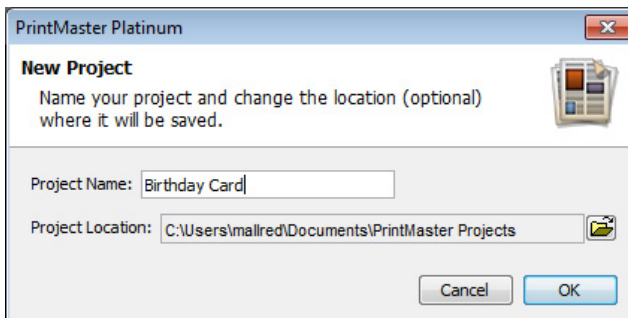 PrintMaster Platinum
New Project
Name your project and change the location (optional)
where it will be saved.
Project Name: Birthday Card
Project Location: C:\Users\mallred\Documents\PrintMaster Projects
Cancel OK